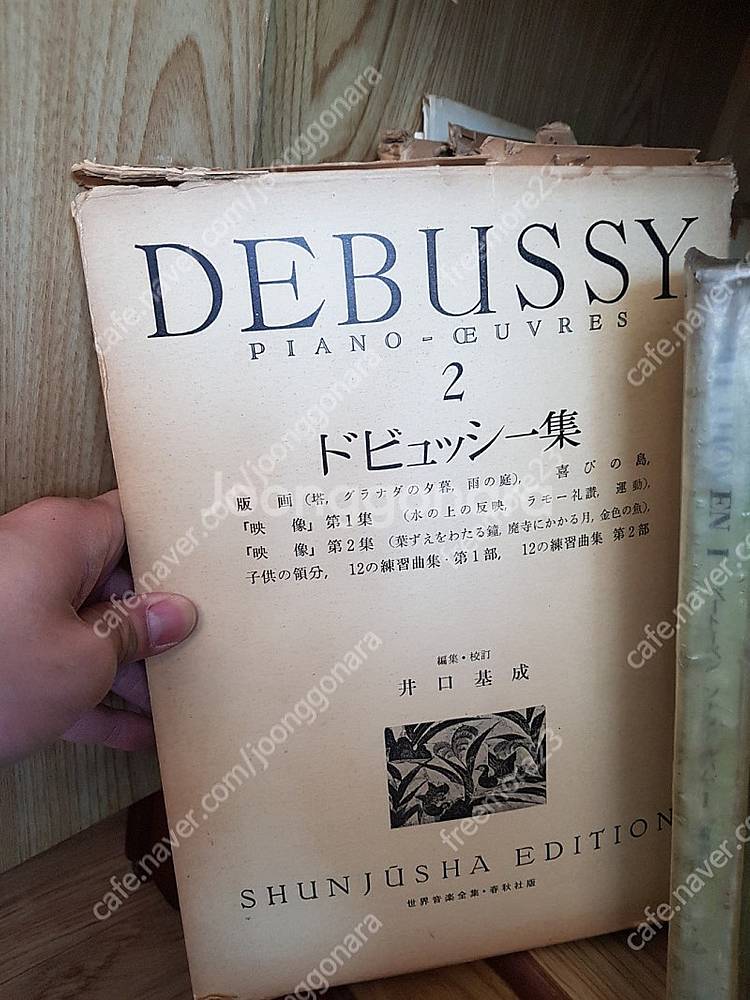 DEBUSSY
PIANO-ŒUVRES
2
ドビュッシー集
版 画 (塔, グラナダの夕暮, 雨の庭), 喜びの島,
『映 像』第1集 (水の上の反映, ラモー礼讃, 運動),
『映 像』第2集 (葉ずえをわたる鐘, 廃寺にかかる月, 金色の魚),
子供の領分, 12の練習曲集·第1部, 12の練習曲集 第2部
編集・校訂
井口基成
SHUNJŪSHA EDITION
世界音楽全集・春秋社版
Joonggonara
cafe.naver.com/joonggonara
freemore23